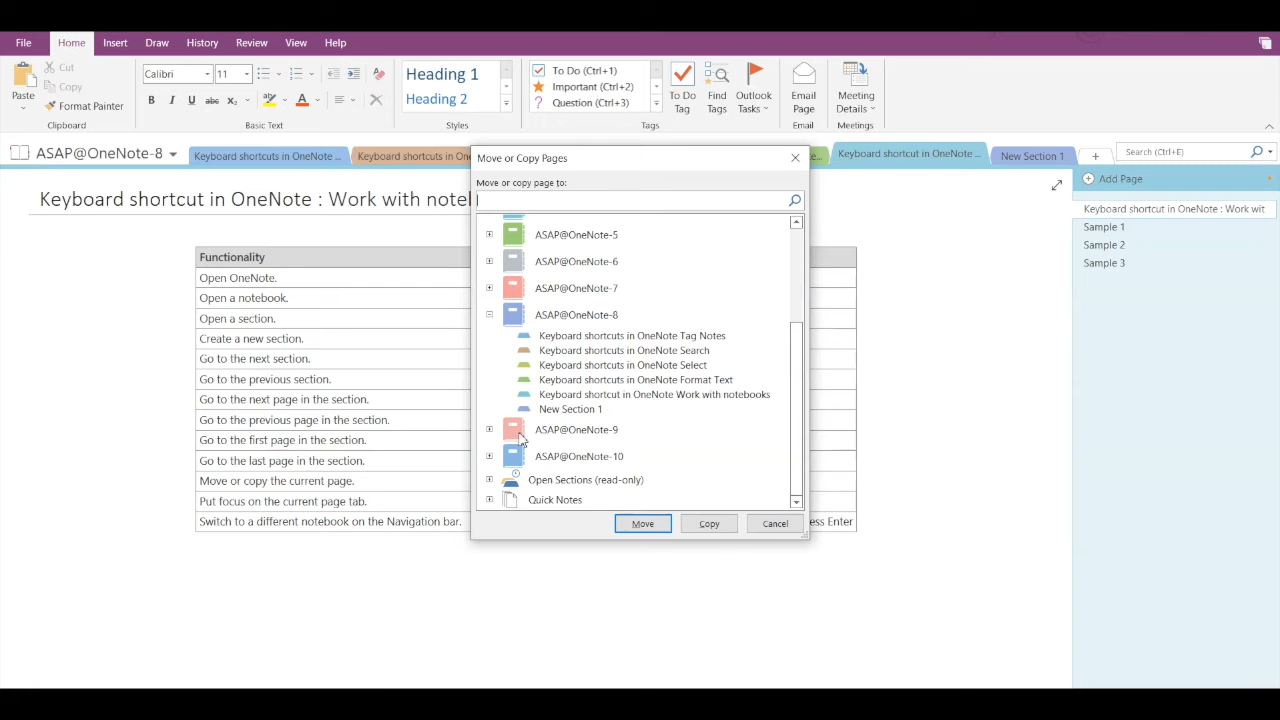 File Home Insert Draw History Review View Help
Paste
Cut
Copy
Format Painter
Clipboard
Calibri 11
B I U abc
Basic Text
Heading 1
Heading 2
Styles
To Do (Ctrl+1)
Important (Ctrl+2)
Question (Ctrl+3)
Tags
To Do
Tag
Find
Tags
Outlook
Tasks
Email
Page
Email
Meeting
Details
Meetings
ASAP@OneNote-8
Keyboard shortcuts in OneNote ...
Keyboard shortcuts in On
e...
Keyboard shortcut in OneNote ...
New Section 1
Search (Ctrl+E)
Keyboard shortcut in OneNote : Work with noteb
Functionality
Open OneNote.
Open a notebook.
Open a section.
Create a new section.
Go to the next section.
Go to the previous section.
Go to the next page in the section.
Go to the previous page in the section.
Go to the first page in the section.
Go to the last page in the section.
Move or copy the current page.
Put focus on the current page tab.
Switch to a different notebook on the Navigation bar.
ess Enter
Move or Copy Pages
Move or copy page to:
ASAP@OneNote-5
ASAP@OneNote-6
ASAP@OneNote-7
ASAP@OneNote-8
Keyboard shortcuts in OneNote Tag Notes
Keyboard shortcuts in OneNote Search
Keyboard shortcuts in OneNote Select
Keyboard shortcuts in OneNote Format Text
Keyboard shortcut in OneNote Work with notebooks
New Section 1
ASAP@OneNote-9
ASAP@OneNote-10
Open Sections (read-only)
Quick Notes
Move Copy Cancel
Add Page
Keyboard shortcut in OneNote : Work wit
Sample 1
Sample 2
Sample 3